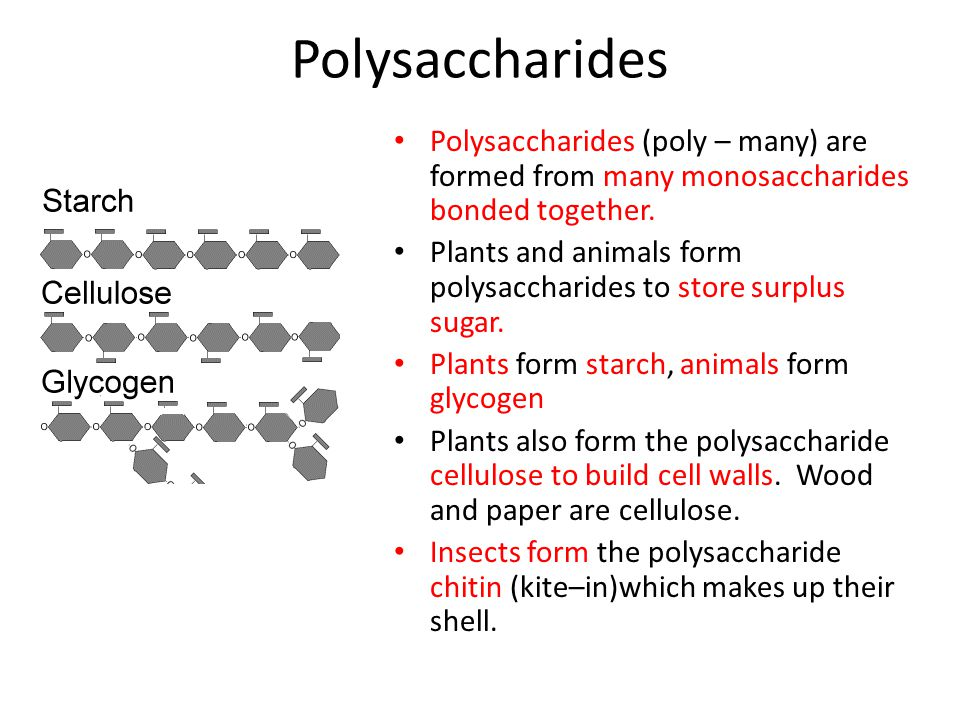 Polysaccharides
Starch
Cellulose
Glycogen
• Polysaccharides (poly – many) are
formed from many monosaccharides
bonded together.
• Plants and animals form
polysaccharides to store surplus
sugar.
• Plants form starch, animals form
glycogen
• Plants also form the polysaccharide
cellulose to build cell walls.  Wood
and paper are cellulose.
• Insects form the polysaccharide
chitin (kite–in)which makes up their
shell.
o o o o o
o o o o o
o o o o o o
o o
o